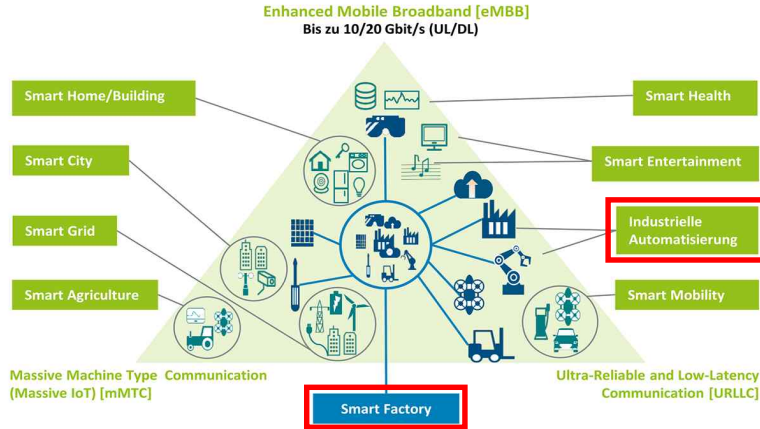 Enhanced Mobile Broadband [eMBB]
Bis zu 10/20 Gbit/s (UL/DL)
Smart Home/Building
Smart Health
Smart City
Smart Entertainment
Smart Grid
Industrielle
Automatisierung
Smart Agriculture
Smart Mobility
Massive Machine Type Communication
(Massive IoT) [mMTC]
Ultra-Reliable and Low-Latency
Communication [URLLC]
Smart Factory